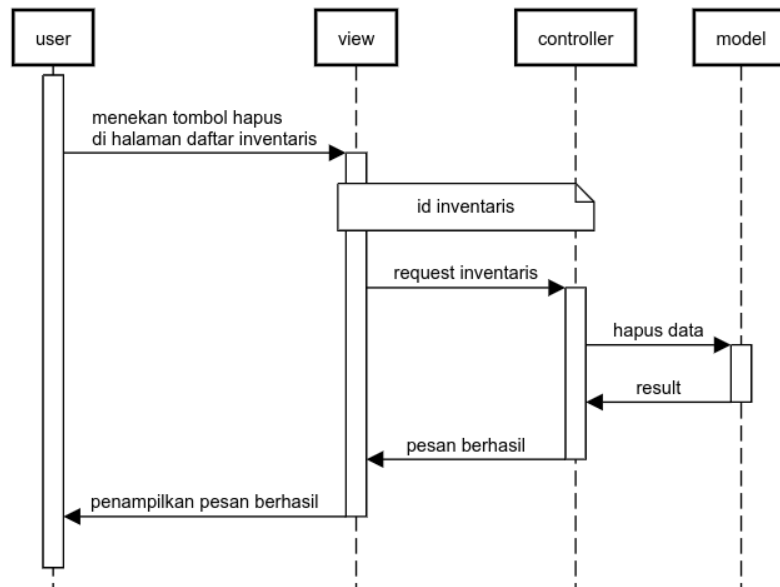 user
view
controller
model
menekan tombol hapus
di halaman daftar inventaris
id inventaris
request inventaris
hapus data
result
pesan berhasil
penampilkan pesan berhasil